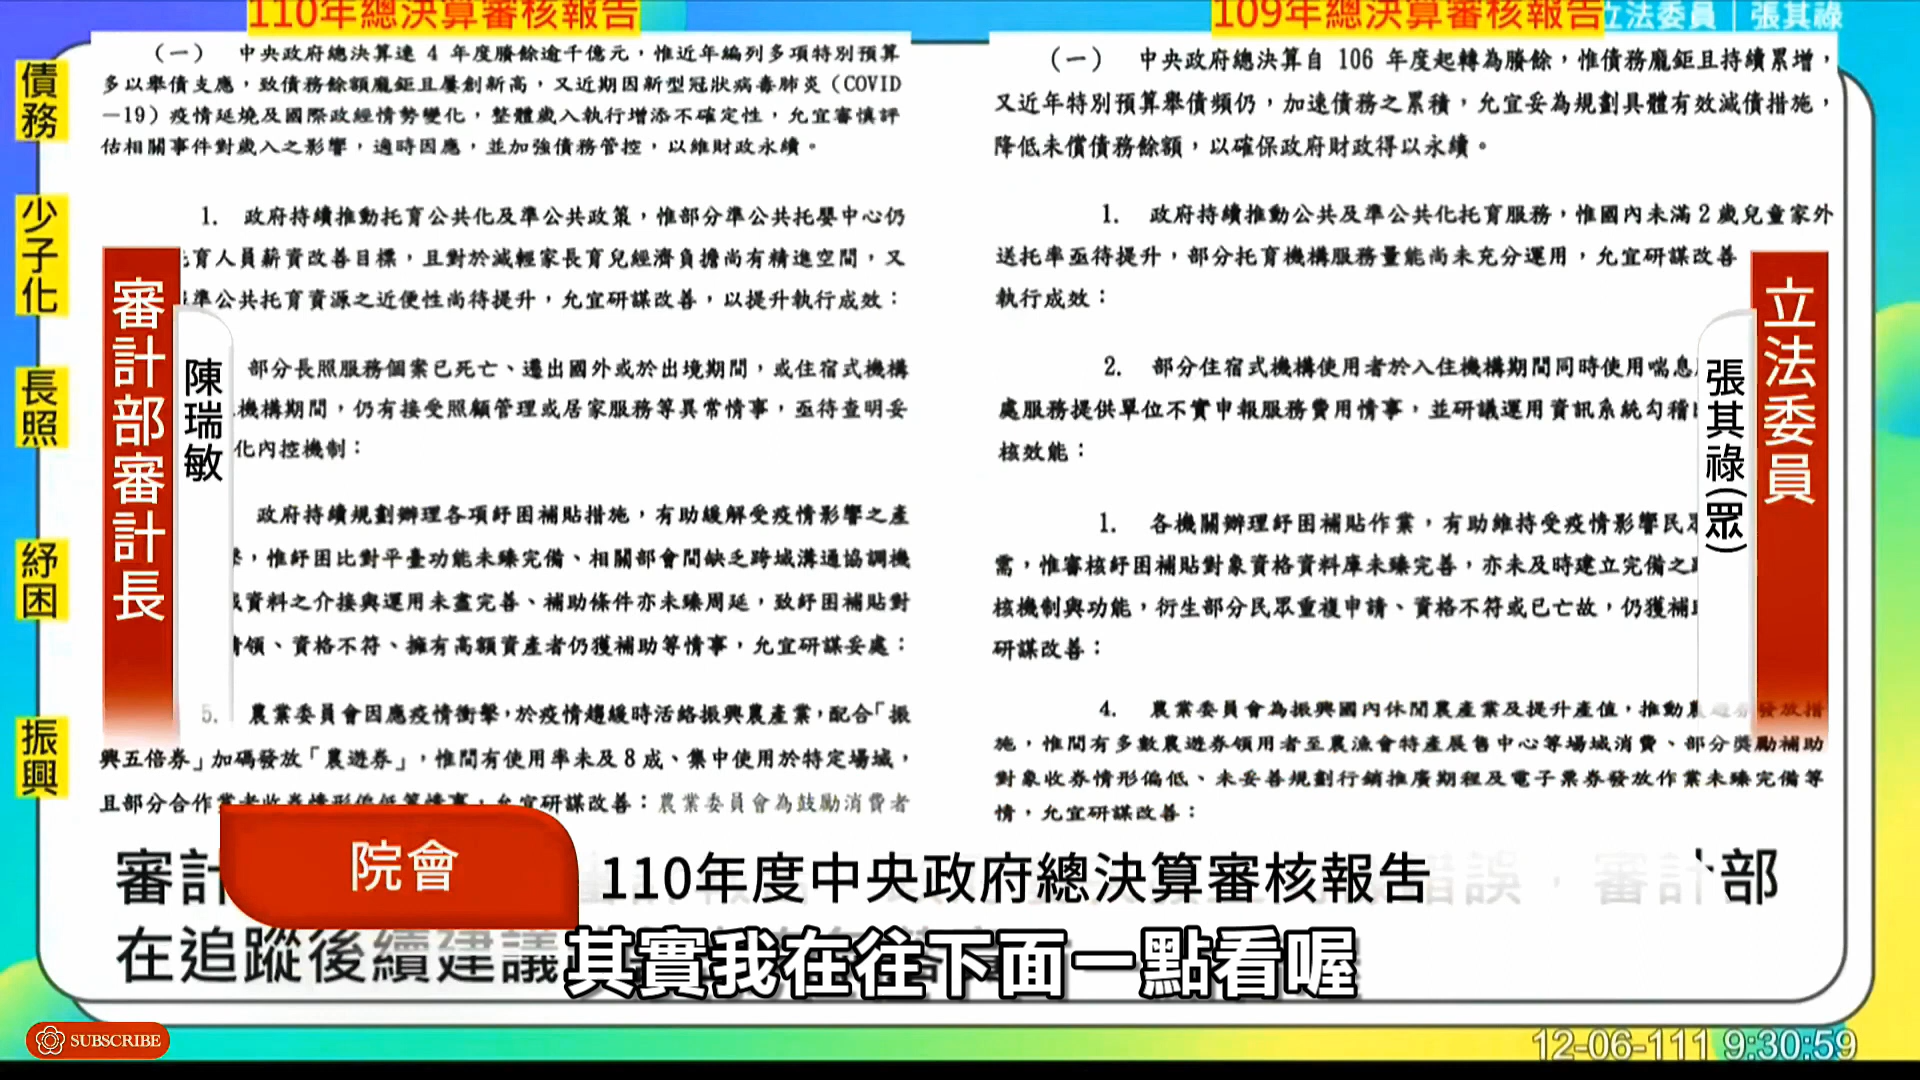 110年總決算審核報告
109年總決算審核報告
立法委員｜張其祿
債務
少子化
長照
紓困
振興
（一） 中央政府總決算連 4 年度賸餘逾千億元，惟近年編列多項特別預算
多以舉債支應，致債務餘額龐鉅且屢創新高，又近期因新型冠狀病毒肺炎（COVID
－19）疫情延燒及國際政經情勢變化，整體歲入執行增添不確定性，允宜審慎評
估相關事件對歲入之影響，適時因應，並加強債務管控，以維財政永續。
1. 政府持續推動托育公共化及準公共政策，惟部分準公共托嬰中心仍
育人員薪資改善目標，且對於減輕家長育兒經濟負擔尚有精進空間，又
準公共托育資源之近便性尚待提升，允宜研謀改善，以提升執行成效：
部分長照服務個案已死亡、遷出國外或於出境期間，或住宿式機構
機構期間，仍有接受照顧管理或居家服務等異常情事，亟待查明妥
化內控機制：
政府持續規劃辦理各項紓困補貼措施，有助緩解受疫情影響之產
，惟紓困比對平臺功能未臻完備、相關部會間缺乏跨域溝通協調機
資料之介接與運用未盡完善、補助條件亦未臻周延，致紓困補貼對
領、資格不符、擁有高額資產者仍獲補助等情事，允宜研謀妥處：
5. 農業委員會因應疫情衝擊，於疫情趨緩時活絡振興農產業，配合「振
興五倍券」加碼發放「農遊券」，惟間有使用率未及 8 成、集中使用於特定場域，
且部分合作業者收券情形偏低等情事，允宜研謀改善：農業委員會為鼓勵消費者
（一） 中央政府總決算自 106 年度起轉為賸餘，惟債務龐鉅且持續累增，
又近年特別預算舉債頻仍，加速債務之累積，允宜妥為規劃具體有效減債措施，
降低未償債務餘額，以確保政府財政得以永續。
1. 政府持續推動公共及準公共化托育服務，惟國內未滿 2 歲兒童家外
送托率亟待提升，部分托育機構服務量能尚未充分運用，允宜研謀改善
執行成效：
2. 部分住宿式機構使用者於入住機構期間同時使用喘息
處服務提供單位不實申報服務費用情事，並研議運用資訊系統勾稽
核效能：
1. 各機關辦理紓困補貼作業，有助維持受疫情影響民眾
需，惟審核紓困補貼對象資格資料庫未臻完善，亦未及時建立完備之
核機制與功能，衍生部分民眾重複申請、資格不符或已亡故，仍獲補
研謀改善：
4. 農業委員會為振興國內休閒農產業及提升產值，推動農遊券發放措
施，惟間有多數農遊券領用者至農漁會特產展售中心等場域消費、部分獎勵補助
對象收券情形偏低、未妥善規劃行銷推廣期程及電子票券發放作業未臻完備等
情，允宜研謀改善：
審計部審計長
陳瑞敏
立法委員
張其祿(眾)
審計
錯誤，審計部
在追蹤後續建議
院會
110年度中央政府總決算審核報告
其實我在往下面一點看喔
SUBSCRIBE
12-06-111 9:30:59